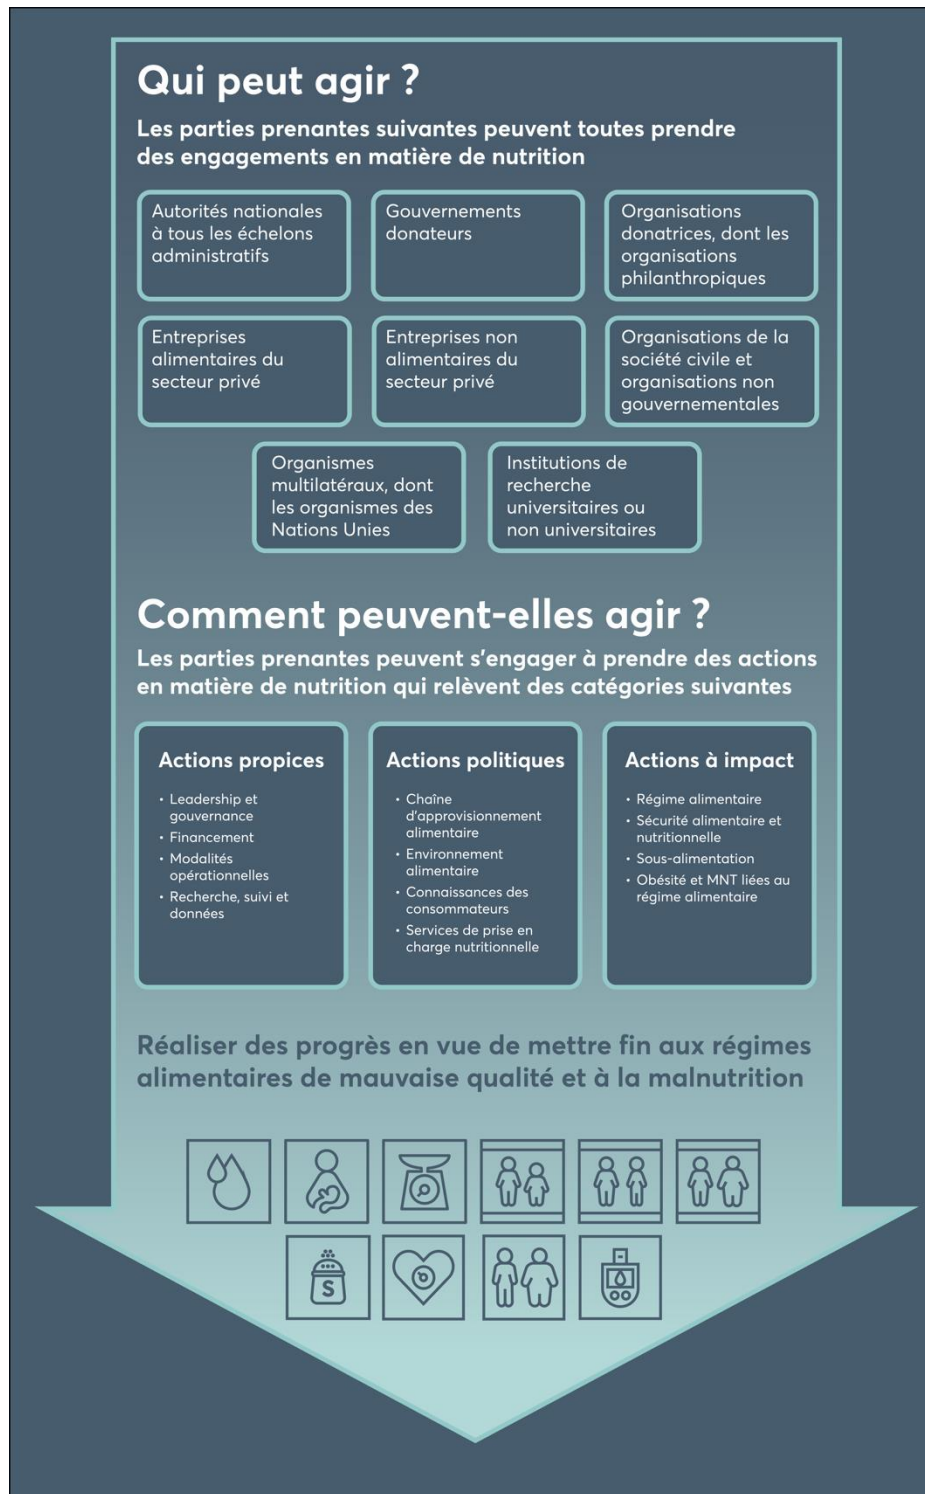 Qui peut agir ?
Les parties prenantes suivantes peuvent toutes prendre
des engagements en matière de nutrition
Autorités nationales
à tous les échelons
administratifs
Gouvernements
donateurs
Organisations
donatrices, dont les
organisations
philanthropiques
Entreprises
alimentaires du
secteur privé
Entreprises non
alimentaires du
secteur privé
Organisations de la
société civile et
organisations non
gouvernementales
Organismes
multilatéraux, dont
les organismes des
Nations Unies
Institutions de
recherche
universitaires ou
non universitaires
Comment peuvent-elles agir ?
Les parties prenantes peuvent s'engager à prendre des actions
en matière de nutrition qui relèvent des catégories suivantes
Actions propices
• Leadership et
gouvernance
• Financement
• Modalités
opérationnelles
• Recherche, suivi et
données
Actions politiques
• Chaîne
d'approvisionnement
alimentaire
• Environnement
alimentaire
• Connaissances des
consommateurs
• Services de prise en
charge nutritionnelle
Actions à impact
• Régime alimentaire
• Sécurité alimentaire et
nutritionnelle
• Sous-alimentation
• Obésité et MNT liées au
régime alimentaire
Réaliser des progrès en vue de mettre fin aux régimes
alimentaires de mauvaise qualité et à la malnutrition
S